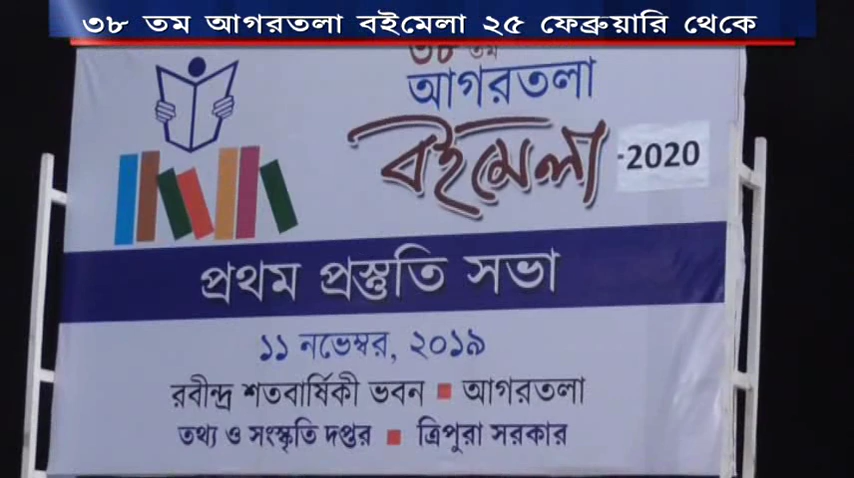 ৩৮ তম আগরতলা বইমেলা ২৫ ফেব্রুয়ারি থেকে
৩৮ তম
আগরতলা
বইমেলা -2020
প্রথম প্রস্তুতি সভা
১১ নভেম্বর, ২০১৯
রবীন্দ্র শতবার্ষিকী ভবন ■ আগরতলা
তথ্য ও সংস্কৃতি দপ্তর ■ ত্রিপুরা সরকার